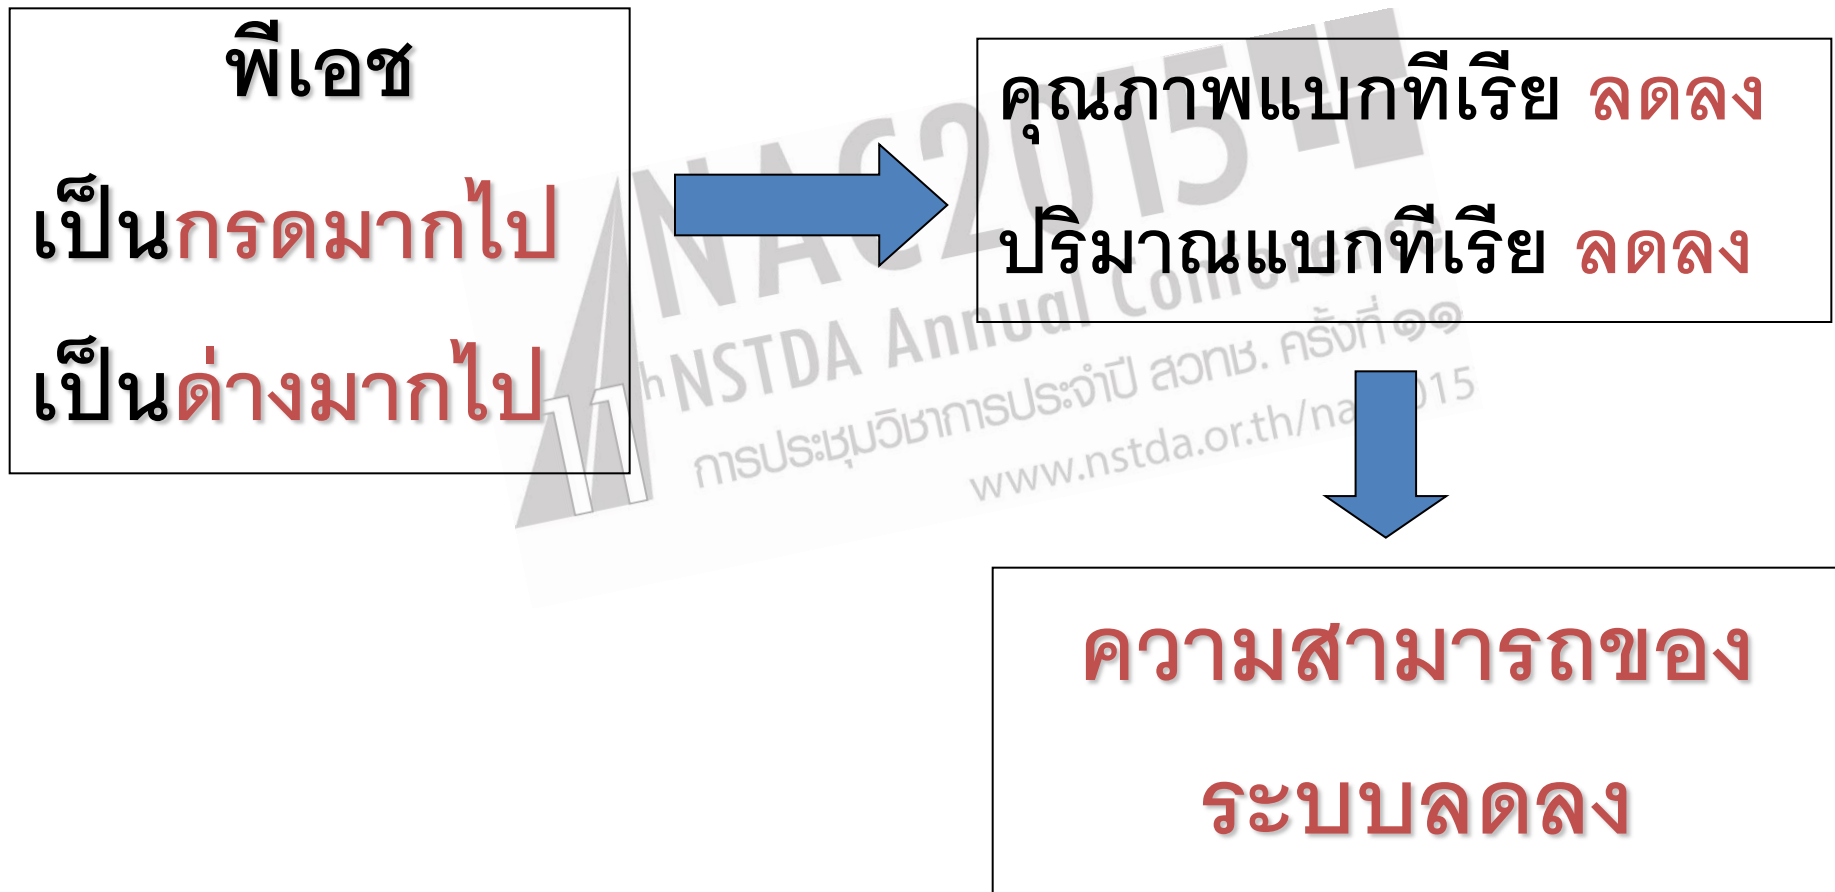 พีเอช
เป็นกรดมากไป
เป็นด่างมากไป
คุณภาพแบกทีเรีย ลดลง
ปริมาณแบกทีเรีย ลดลง
ความสามารถของ
ระบบลดลง
NAC2015
11th NSTDA Annual Conference
การประชุมวิชาการประจำปี สวทช. ครั้งที่ ๑๑
www.nstda.or.th/nac2015